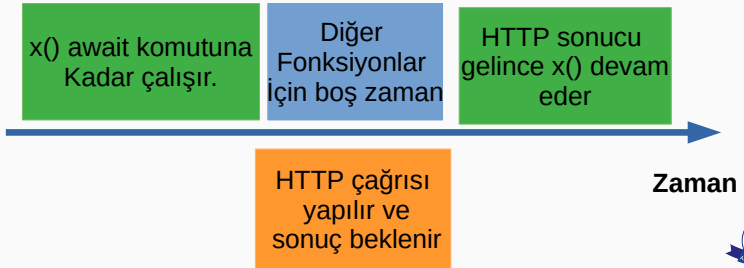 x() await komutuna
Kadar çalışır.
Diğer
Fonksiyonlar
İçin boş zaman
HTTP sonucu
gelince x() devam
eder
HTTP çağrısı
yapılır ve
sonuç beklenir
Zaman